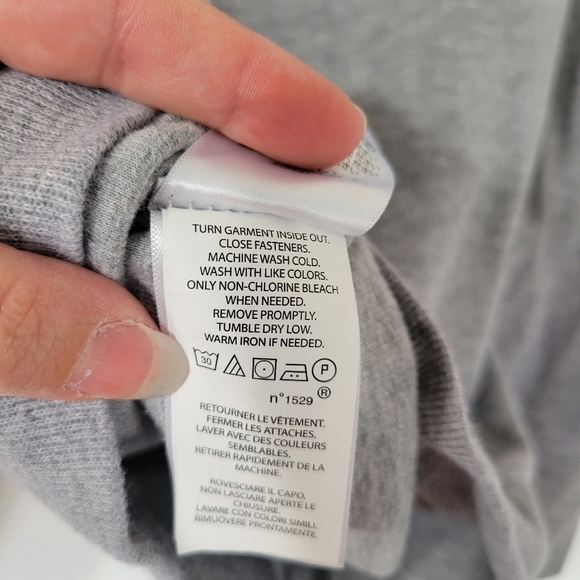 TURN GARMENT INSIDE OUT.
CLOSE FASTENERS.
MACHINE WASH COLD.
WASH WITH LIKE COLORS.
ONLY NON-CHLORINE BLEACH
WHEN NEEDED.
REMOVE PROMPTLY.
TUMBLE DRY LOW.
WARM IRON IF NEEDED.
30 P
n°1529 ®
RETOURNER LE VÊTEMENT.
FERMER LES ATTACHES.
LAVER AVEC DES COULEURS
SEMBLABLES.
RETIRER RAPIDEMENT DE LA
MACHINE.
ROVESCIARE IL CAPO.
NON LASCIARE APERTE LE
CHIUSURE.
LAVARE CON COLORI SIMILI
RIMUOVERE PRONTAMENTE.